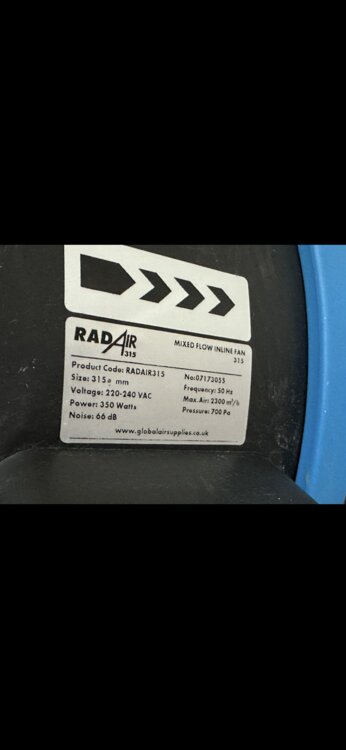 RADAIR 315
MIXED FLOW INLINE FAN
315
Product Code: RADAIR315
Size: 315ø mm
Voltage: 220-240 VAC
Power: 350 Watts
Noise: 66 dB
No:07173055
Frequency: 50 Hz
Max. Air: 2300 m³/h
Pressure: 700 Pa
www.globalairsupplies.co.uk